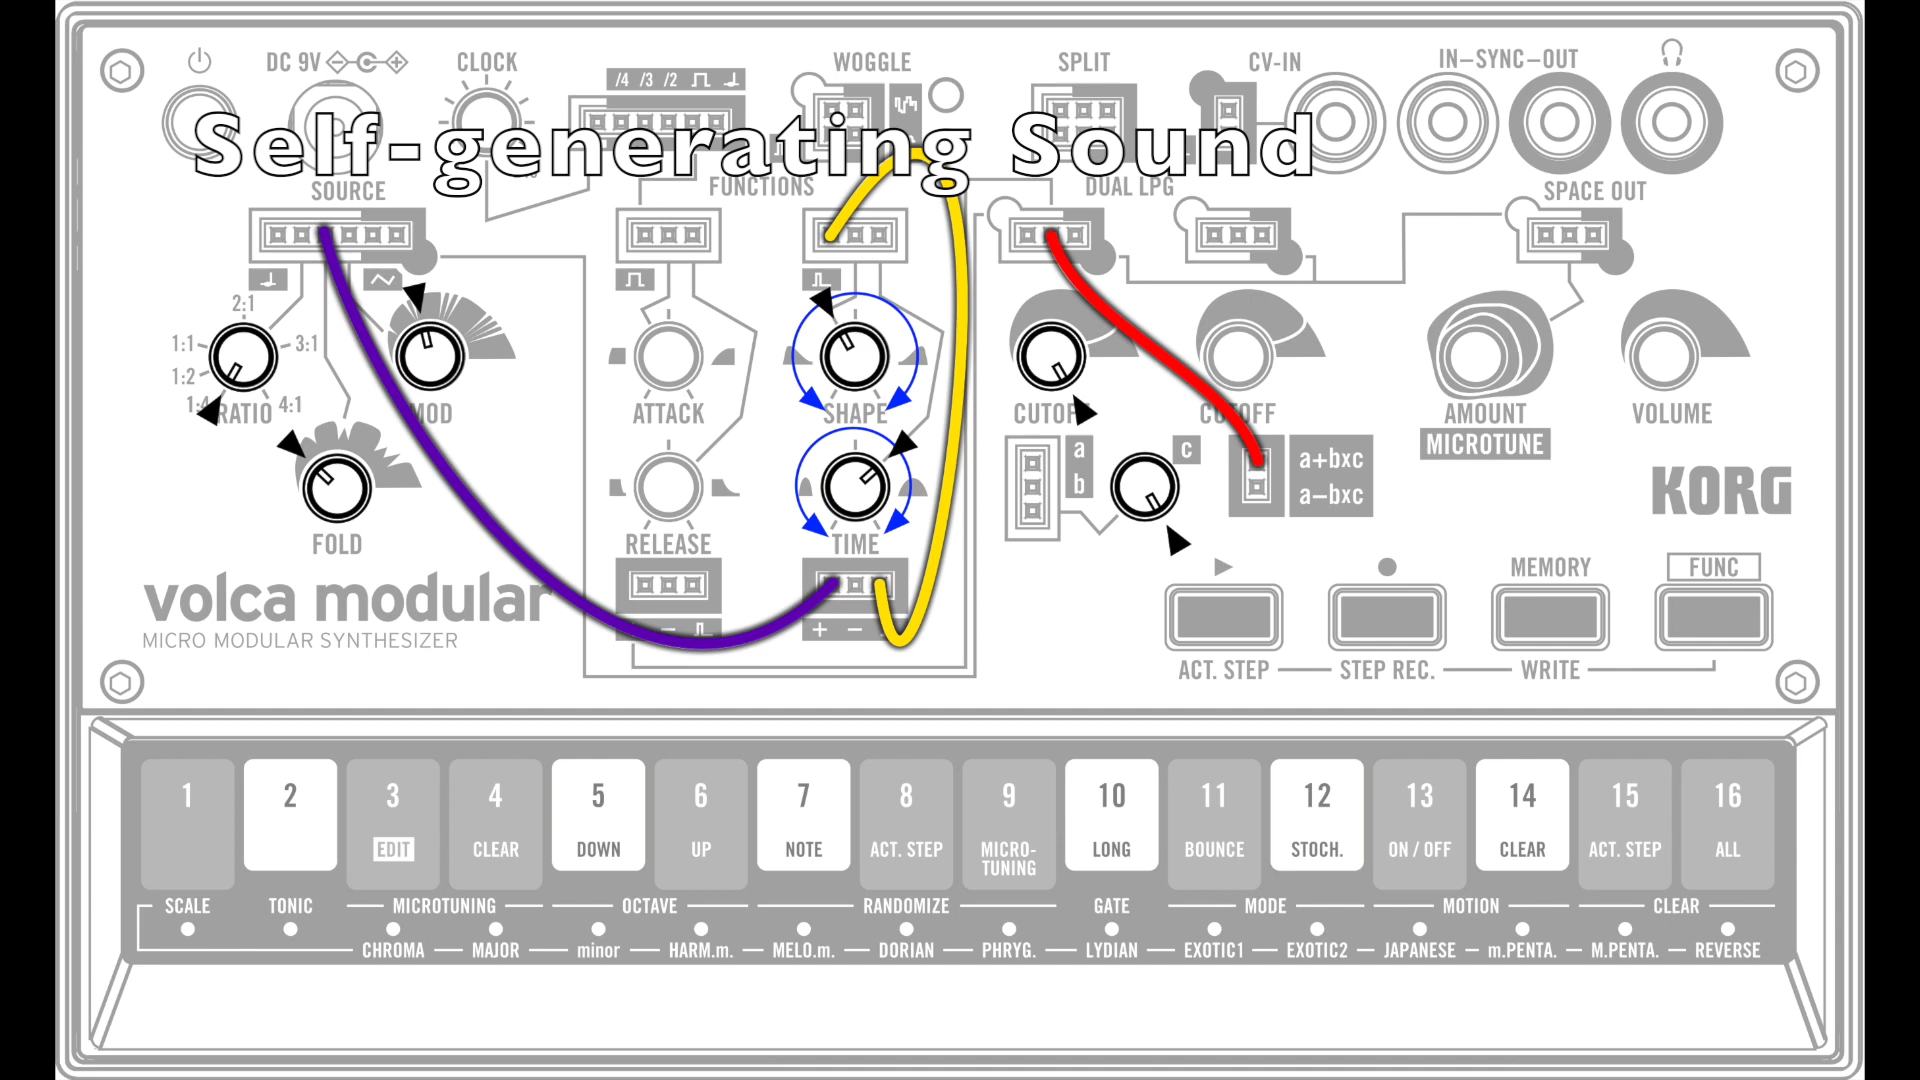 Self-generating Sound
DC 9V
CLOCK
/4 /3 /2
WOGGLE
SPLIT
CV-IN
IN–SYNC–OUT
SOURCE
FUNCTIONS
DUAL LPG
SPACE OUT
2:1
1:1
3:1
1:2
1:4
4:1
RATIO
MOD
FOLD
ATTACK
RELEASE
SHAPE
TIME
+ −
CUTOFF
CUTOFF
a
b
c
a+bxc
a−bxc
AMOUNT
MICROTUNE
VOLUME
KORG
volca modular
MICRO MODULAR SYNTHESIZER
MEMORY
FUNC
ACT. STEP
STEP REC.
WRITE
1 2 3 4 5 6 7 8 9 10 11 12 13 14 15 16
EDIT CLEAR DOWN UP NOTE ACT. STEP MICRO-TUNING LONG BOUNCE STOCH. ON / OFF CLEAR ACT. STEP ALL
SCALE TONIC MICROTUNING OCTAVE RANDOMIZE GATE MODE MOTION CLEAR
CHROMA MAJOR minor HARM.m. MELO.m. DORIAN PHRYG. LYDIAN EXOTIC1 EXOTIC2 JAPANESE m.PENTA. M.PENTA. REVERSE